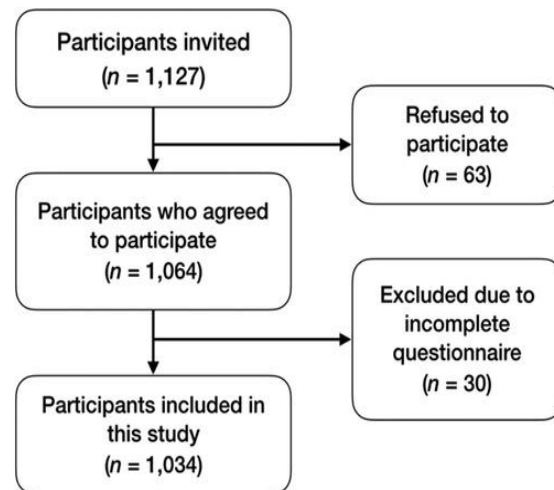 Participants invited
(n = 1,127)
Refused to
participate
(n = 63)
Participants who agreed
to participate
(n = 1,064)
Excluded due to
incomplete
questionnaire
(n = 30)
Participants included in
this study
(n = 1,034)